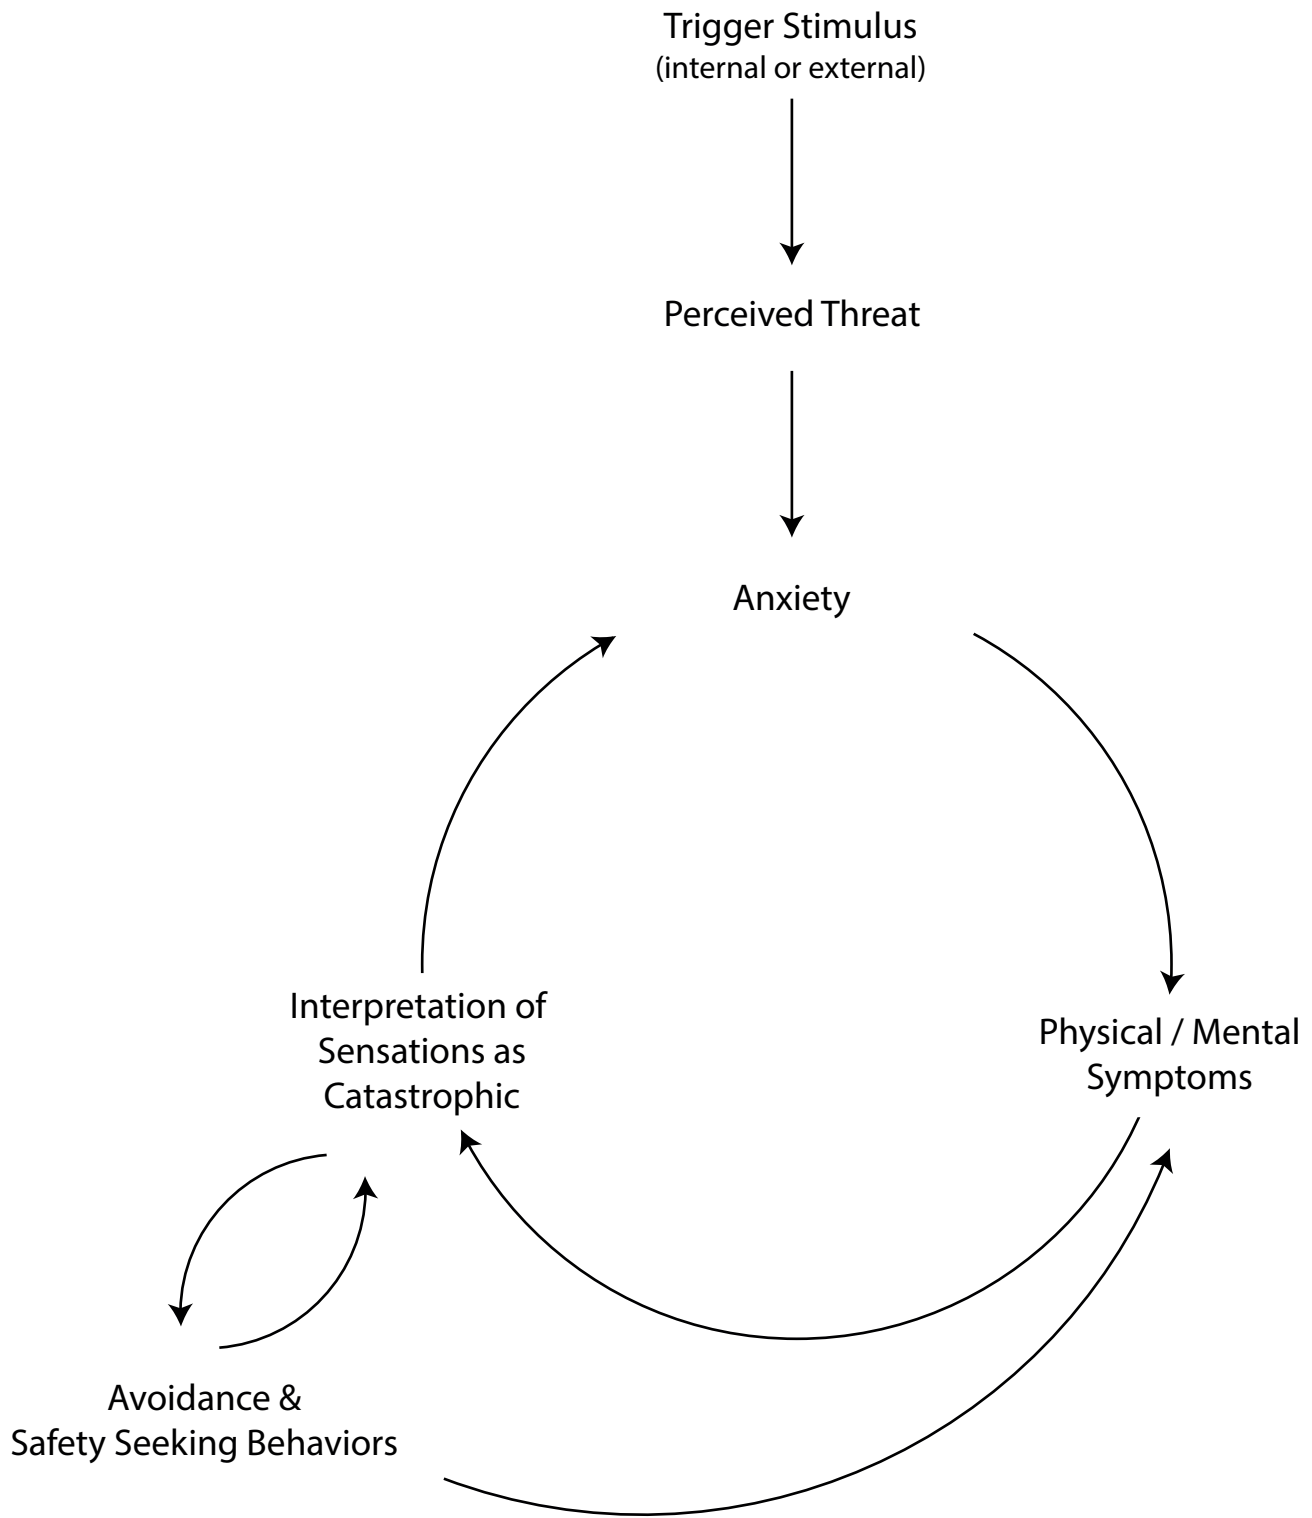 Trigger Stimulus
(internal or external)
Perceived Threat
Anxiety
Interpretation of
Sensations as
Catastrophic
Physical / Mental
Symptoms
Avoidance &
Safety Seeking Behaviors